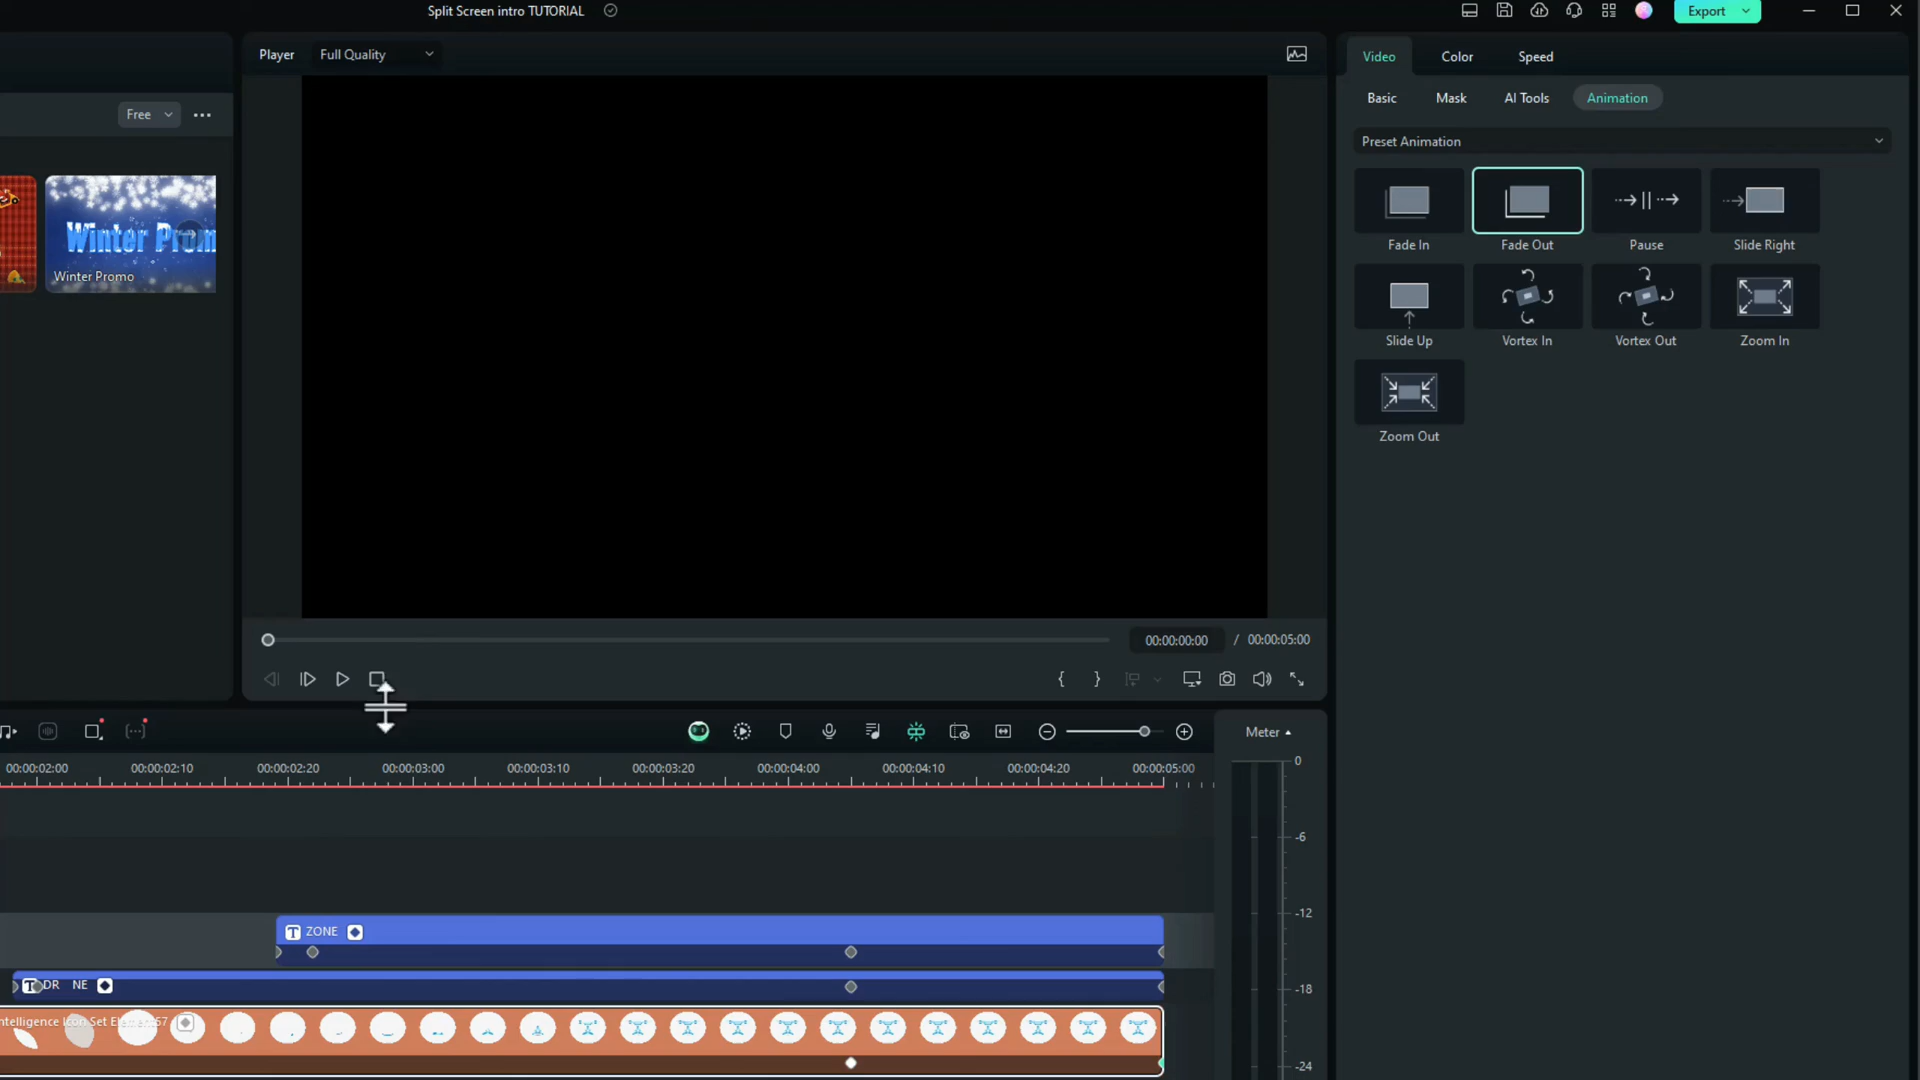 Split Screen intro TUTORIAL
Export
Player
Full Quality
Video
Color
Speed
Basic
Mask
AI Tools
Animation
Free
Preset Animation
Winter Prom
Winter Promo
Fade In
Fade Out
Pause
Slide Right
Slide Up
Vortex In
Vortex Out
Zoom In
Zoom Out
00:00:00:00 / 00:00:05:00
Meter
00:00:02:00
00:00:02:10
00:00:02:20
00:00:03:00
00:00:03:10
00:00:03:20
00:00:04:00
00:00:04:10
00:00:04:20
00:00:05:00
0
-6
-12
-18
-24
T ZONE
T DR NE
ntelligence Icon Set Element 57